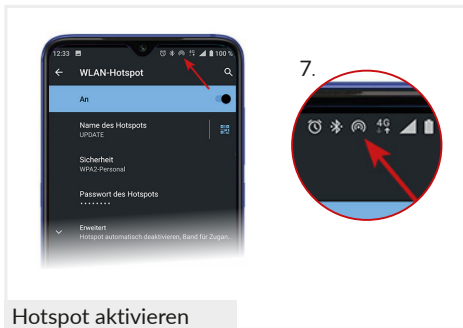 12:33
100 %
WLAN-Hotspot
An
Name des Hotspots
UPDATE
Sicherheit
WPA2-Personal
Passwort des Hotspots
••••••••
Erweitert
Hotspot automatisch deaktivieren, Band für Zugan..
7.
4G
Hotspot aktivieren